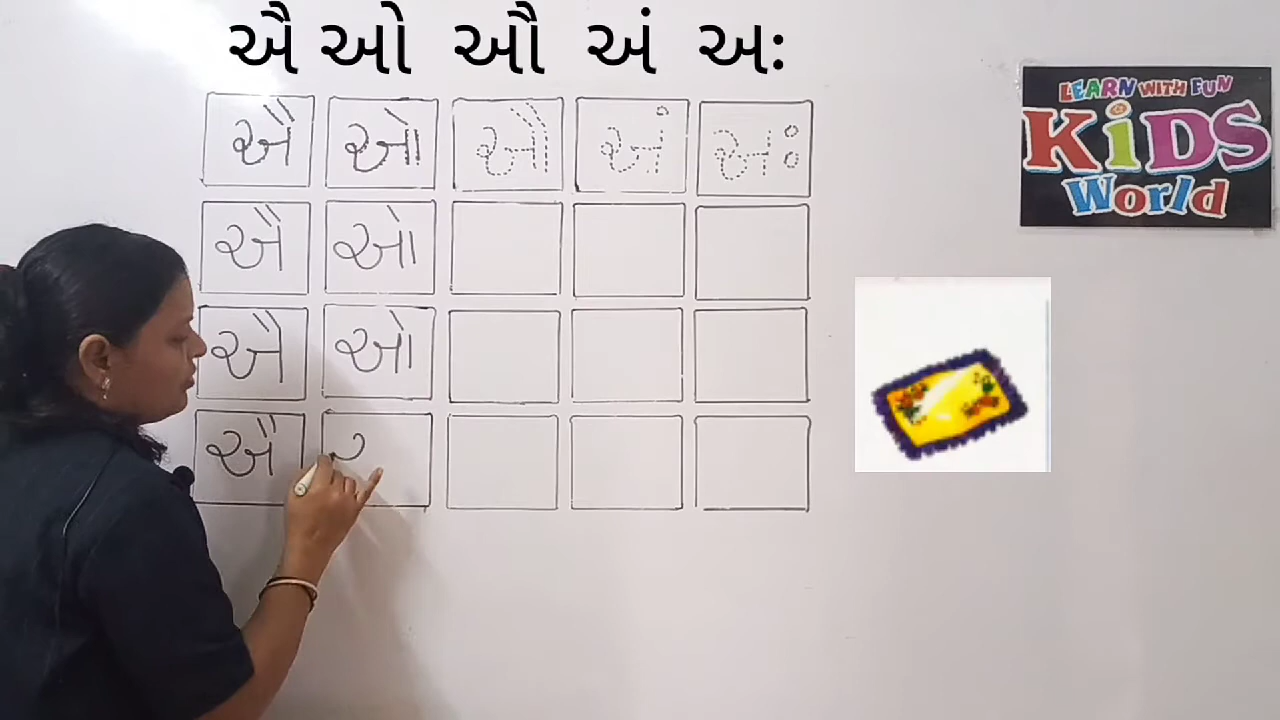 ઐ ઓ ઔ અં અઃ
LEARN WITH FUN
KiDS
World
ઐ ઓ ઔ અં અઃ
ઐ ઓ
ઐ ઓ
ઐ